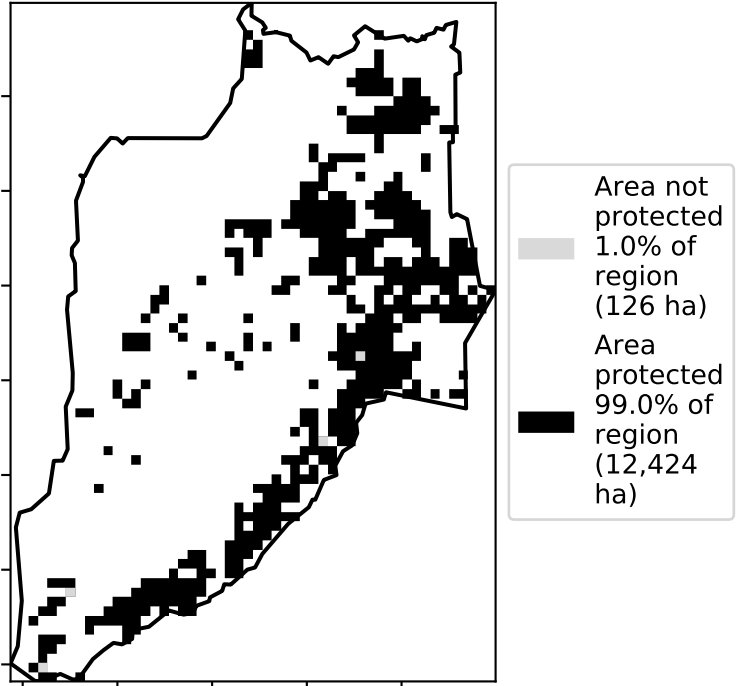 Area not
protected
1.0% of
region
(126 ha)
Area
protected
99.0% of
region
(12,424
ha)